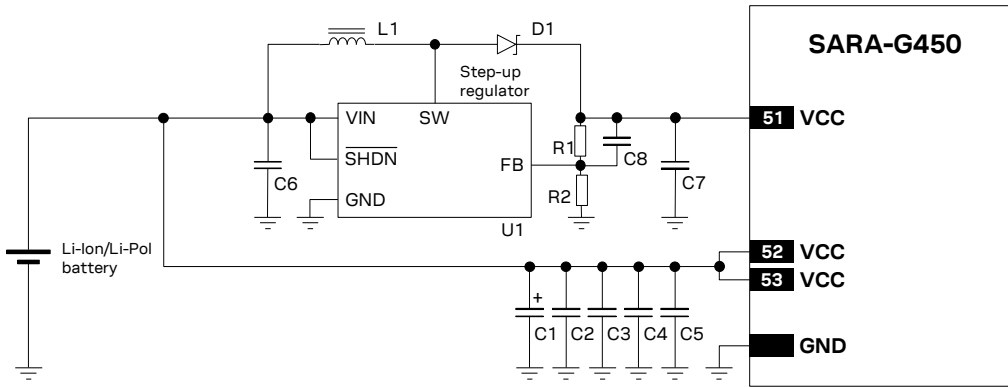 L1
D1
SARA-G450
Step-up
regulator
VIN
SW
51
VCC
SHDN
R1
C8
FB
C6
C7
R2
GND
U1
Li-Ion/Li-Pol
battery
52
VCC
53
VCC
+
C1
C2
C3
C4
C5
GND